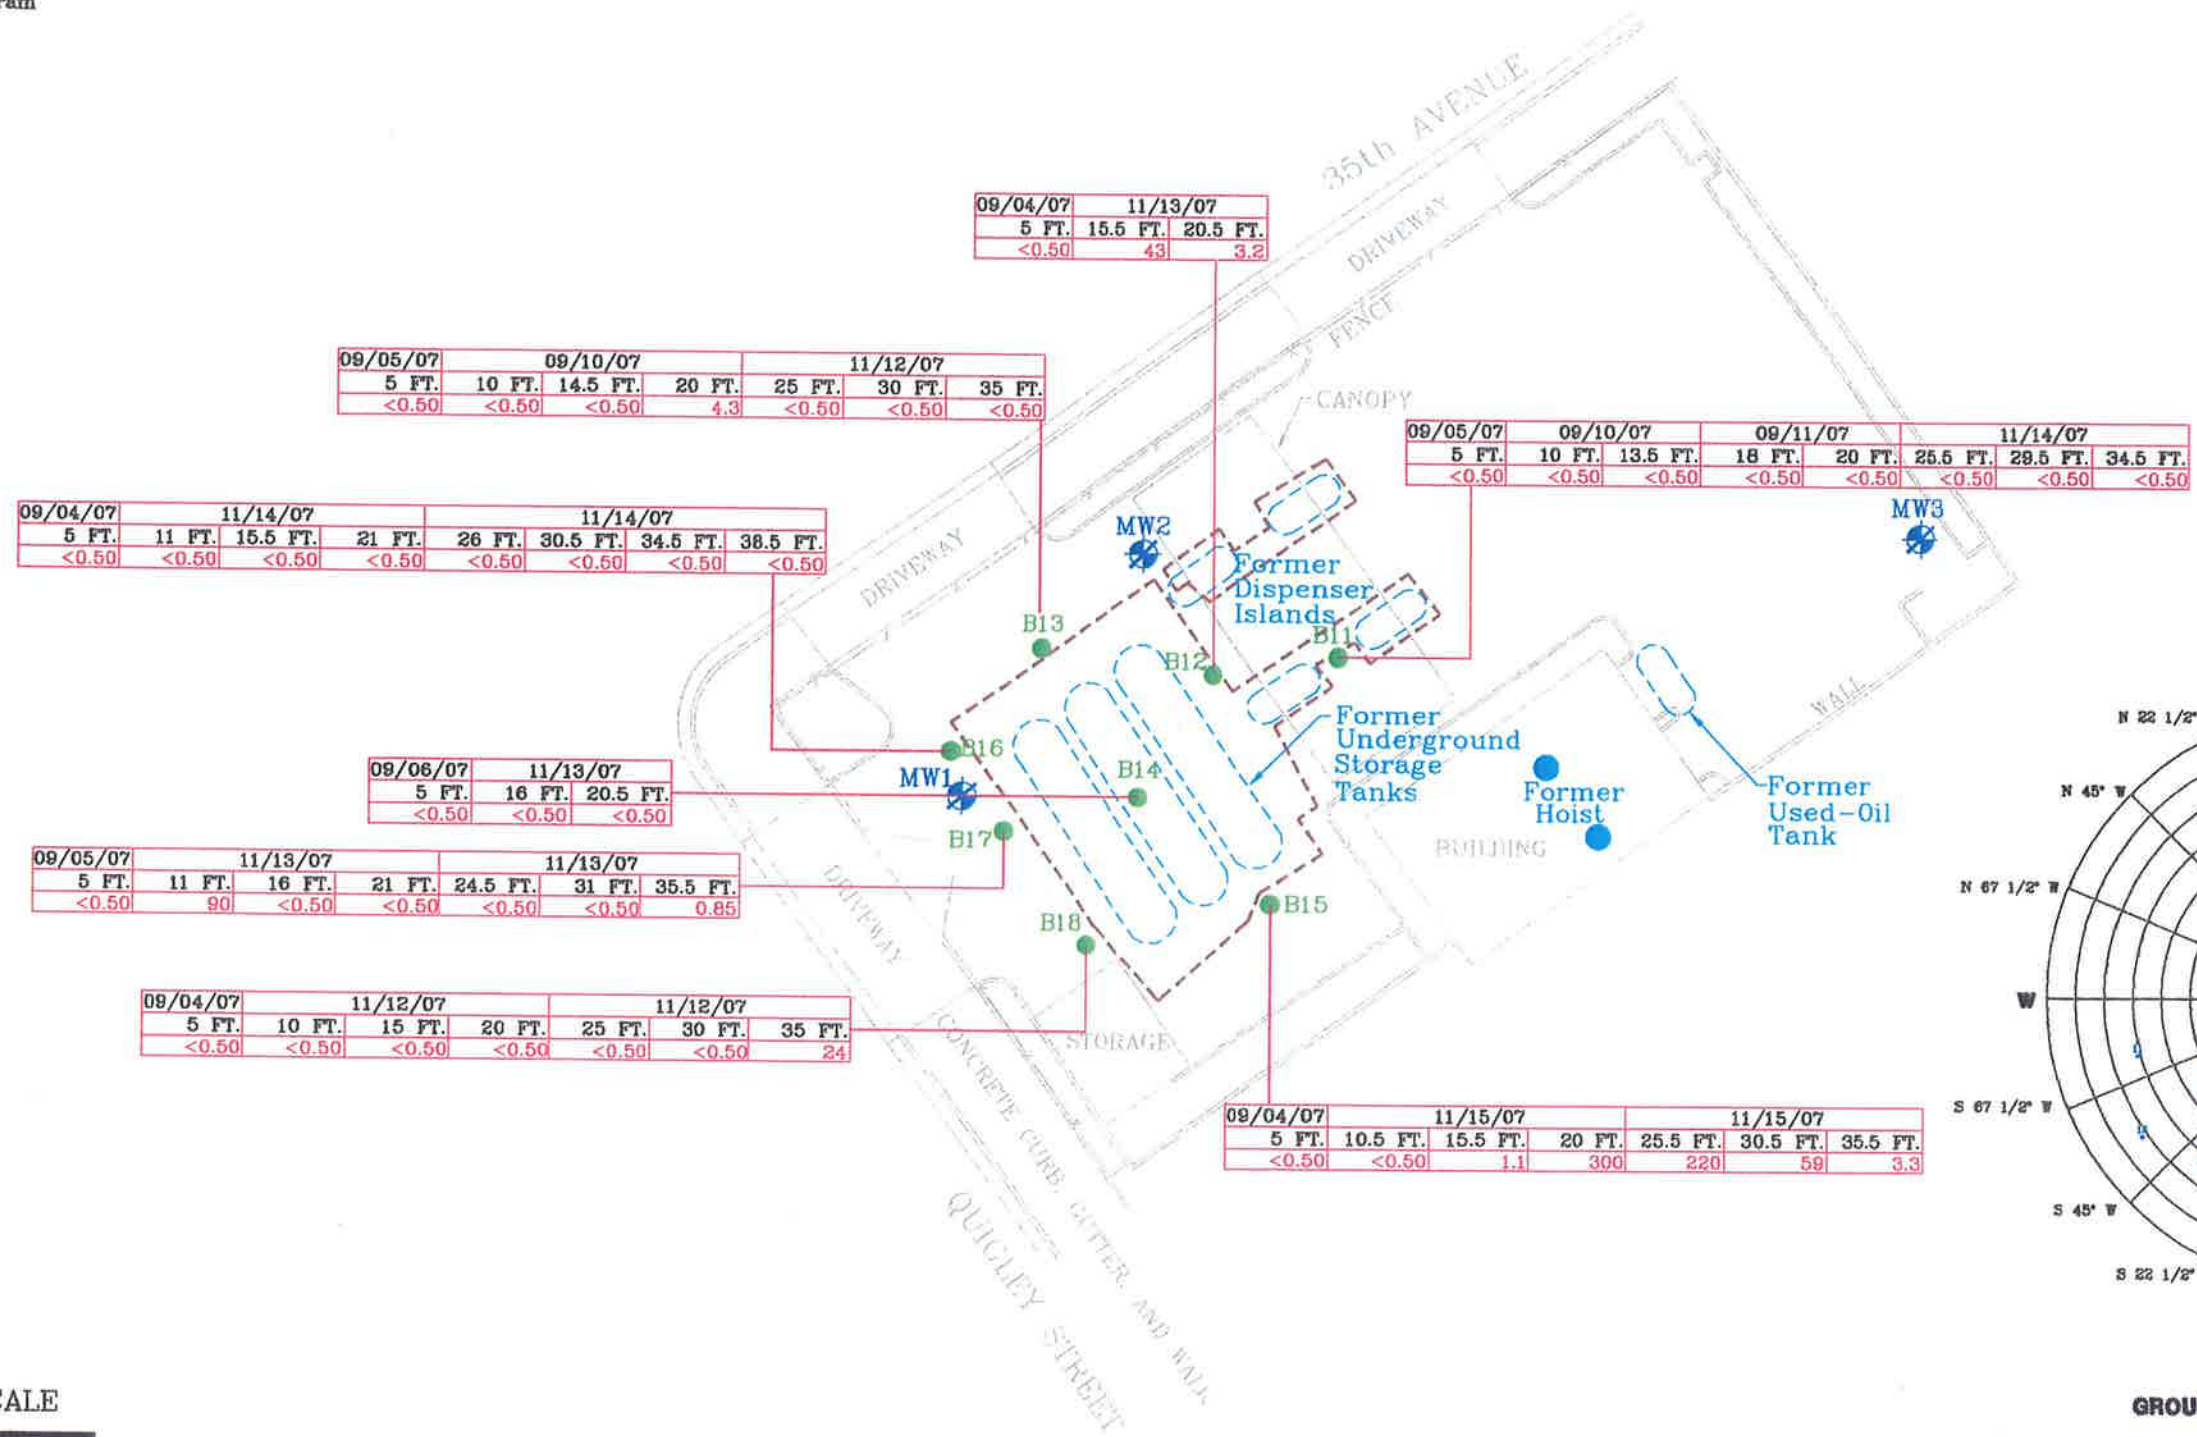 35th AVENUE
09/04/07 11/13/07
5 FT. 15.5 FT. 20.5 FT.
<0.50 43 3.2
DRIVEWAY
FENCE
09/05/07 09/10/07 11/12/07
5 FT. 10 FT. 14.5 FT. 20 FT. 25 FT. 30 FT. 35 FT.
<0.50 <0.50 <0.50 4.3 <0.50 <0.50 <0.50
CANOPY
09/05/07 09/10/07 09/11/07 11/14/07
5 FT. 10 FT. 13.5 FT. 18 FT. 20 FT. 25.5 FT. 29.5 FT. 34.5 FT.
<0.50 <0.50 <0.50 <0.50 <0.50 <0.50 <0.50 <0.50
09/04/07 11/14/07 11/14/07
5 FT. 11 FT. 15.5 FT. 21 FT. 26 FT. 30.5 FT. 34.5 FT. 38.5 FT.
<0.50 <0.50 <0.50 <0.50 <0.50 <0.50 <0.50 <0.50
MW2
MW3
DRIVEWAY
Former
Dispenser
Islands
B13
B11
B12
WALL
Former
Underground
Storage
Tanks
B16
B14
MW1
09/06/07 11/13/07
5 FT. 16 FT. 20.5 FT.
<0.50 <0.50 <0.50
Former
Hoist
Former
Used-Oil
Tank
B17
BUILDING
09/05/07 11/13/07 11/13/07
5 FT. 11 FT. 16 FT. 21 FT. 24.5 FT. 31 FT. 35.5 FT.
<0.50 90 <0.50 <0.50 <0.50 <0.50 0.85
DRIVEWAY
B18
B15
09/04/07 11/12/07 11/12/07
5 FT. 10 FT. 15 FT. 20 FT. 25 FT. 30 FT. 35 FT.
<0.50 <0.50 <0.50 <0.50 <0.50 <0.50 24
STORAGE
CONCRETE CURB, GUTTER, AND WALK
09/04/07 11/15/07 11/15/07
5 FT. 10.5 FT. 15.5 FT. 20 FT. 25.5 FT. 30.5 FT. 35.5 FT.
<0.50 <0.50 1.1 300 220 59 3.3
QUIGLEY STREET
N 22 1/2°
N 45° W
N 67 1/2° W
W
S 67 1/2° W
S 45° W
S 22 1/2°
CALE
GROU